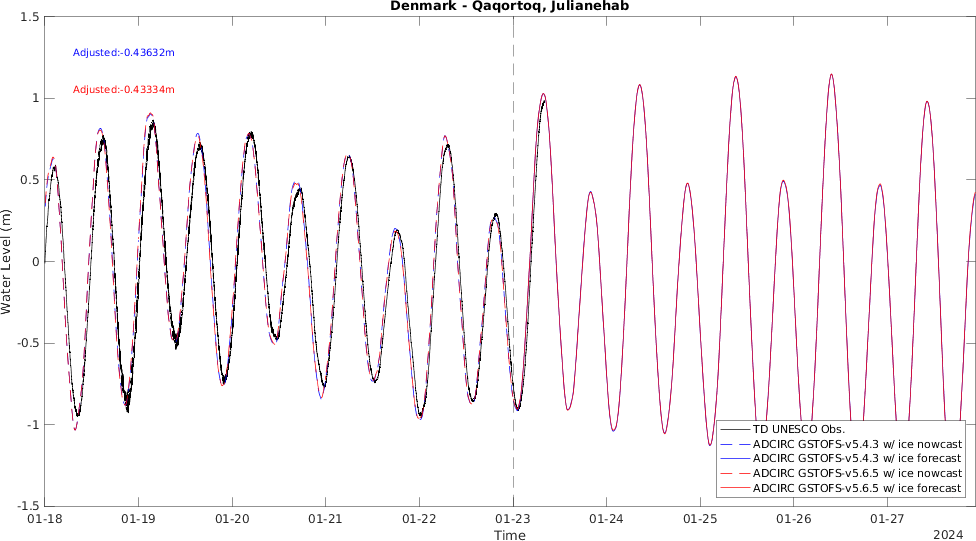 Denmark - Qaqortoq, Julianehab
1.5
Adjusted:-0.43632m
Adjusted:-0.43334m
1
0.5
0
-0.5
-1
-1.5
Water Level (m)
TD UNESCO Obs.
ADCIRC GSTOFS-v5.4.3 w/ ice nowcast
ADCIRC GSTOFS-v5.4.3 w/ ice forecast
ADCIRC GSTOFS-v5.6.5 w/ ice nowcast
ADCIRC GSTOFS-v5.6.5 w/ ice forecast
01-18 01-19 01-20 01-21 01-22 01-23 01-24 01-25 01-26 01-27
Time
2024